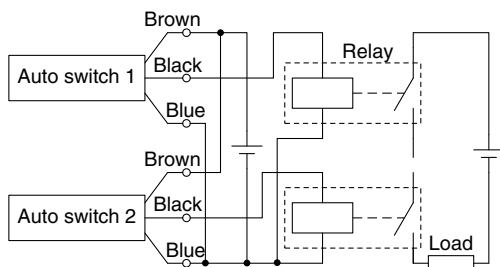 Brown
Relay
Auto switch 1
Black
Blue
Brown
Auto switch 2
Black
Blue
Load